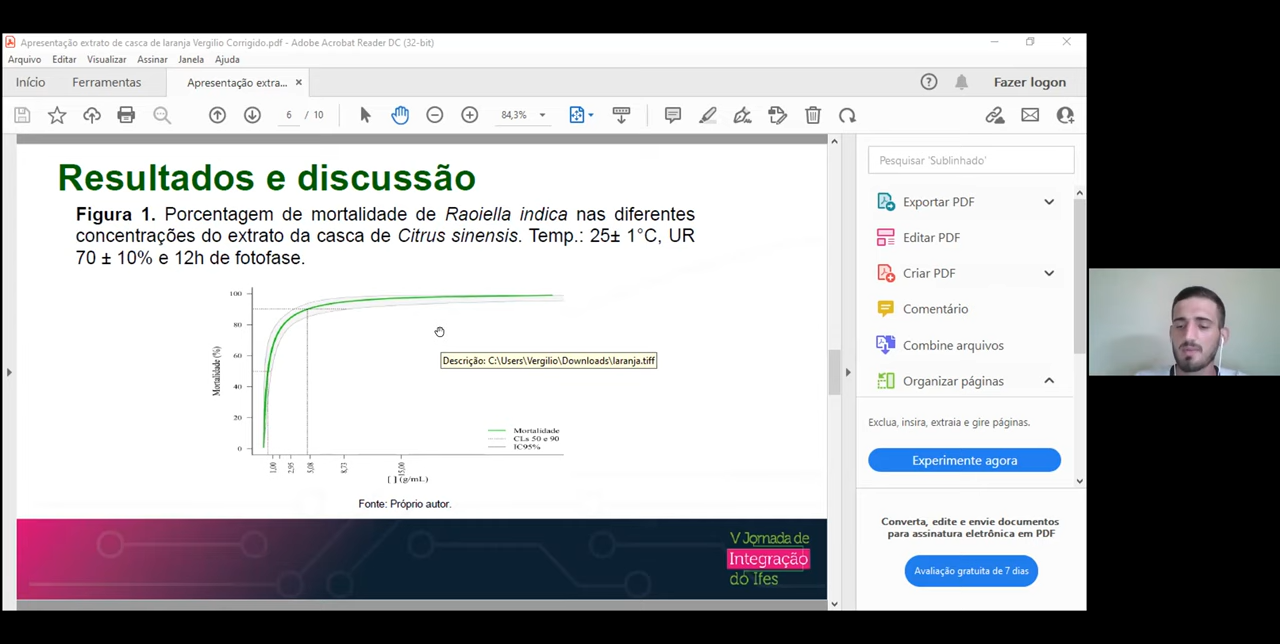 Apresentação extrato de casca de laranja Vergilio Corrigido.pdf - Adobe Acrobat Reader DC (32-bit)
Arquivo Editar Visualizar Assinar Janela Ajuda
Início Ferramentas Apresentação extra... × Fazer logon
6 / 10 84,3%
Resultados e discussão
Figura 1. Porcentagem de mortalidade de Raoiella indica nas diferentes
concentrações do extrato da casca de Citrus sinensis. Temp.: 25± 1°C, UR
70 ± 10% e 12h de fotofase.
100
80
60
40
20
0
Mortalidade (%)
Descrição: C:\Users\Vergilio\Downloads\laranja.tiff
Mortalidade
CLs 50 e 90
IC95%
1,00 2,95 5,08 8,73 15,00
[ ] (g/mL)
Fonte: Próprio autor.
V Jornada de
Integração
do Ifes
Pesquisar 'Sublinhado'
Exportar PDF
Editar PDF
Criar PDF
Comentário
Combine arquivos
Organizar páginas
Exclua, insira, extraia e gire páginas.
Experimente agora
Converta, edite e envie documentos
para assinatura eletrônica em PDF
Avaliação gratuita de 7 dias